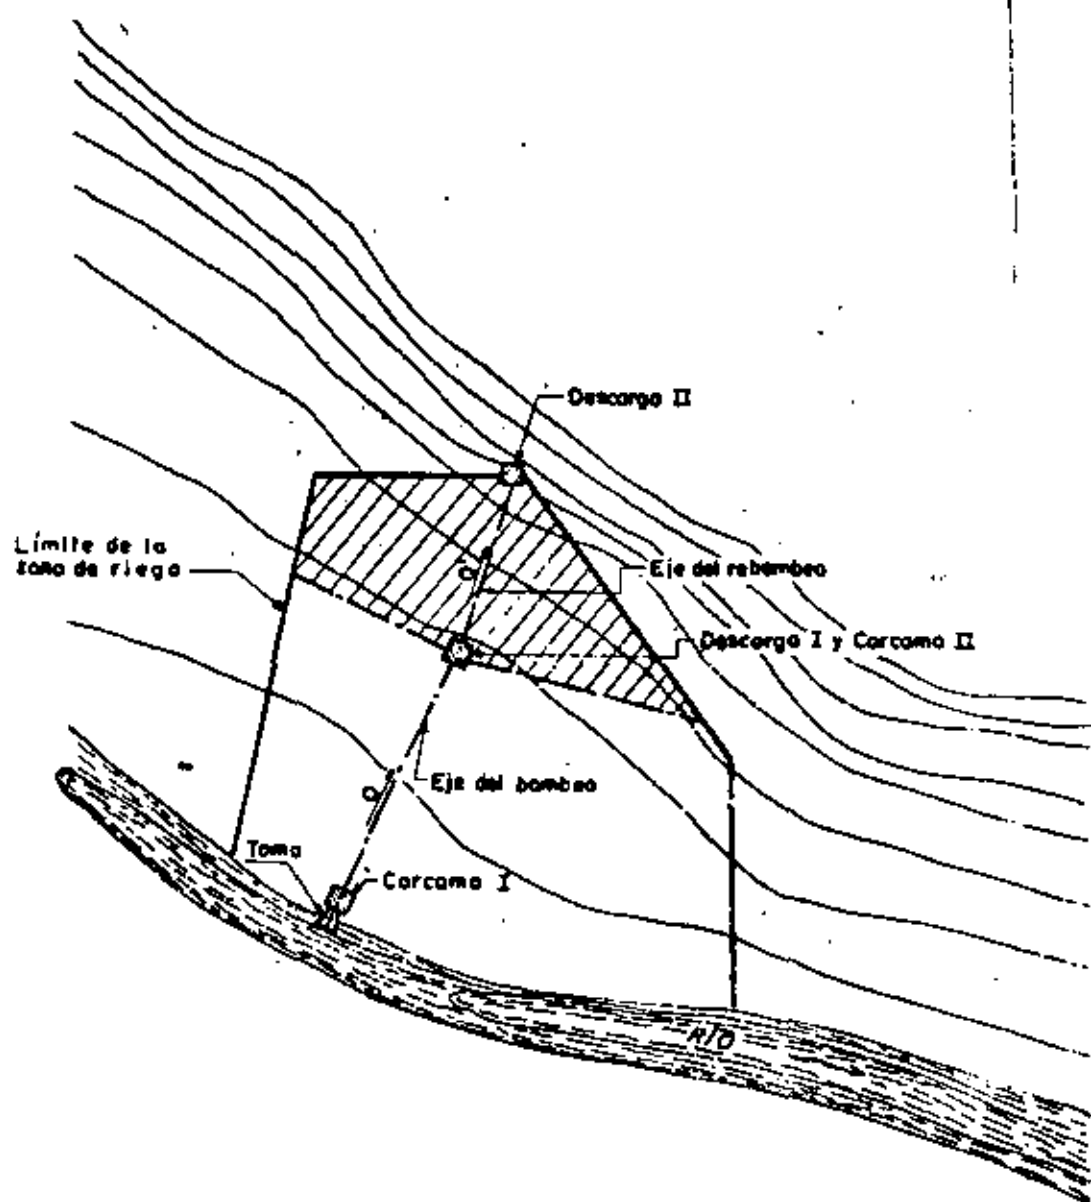 Descarga II
Límite de la
zona de riego
Q
Eje del rebombeo
Descarga I y Carcamo II
Eje del bombeo
Q
Toma
Carcamo I
RIO